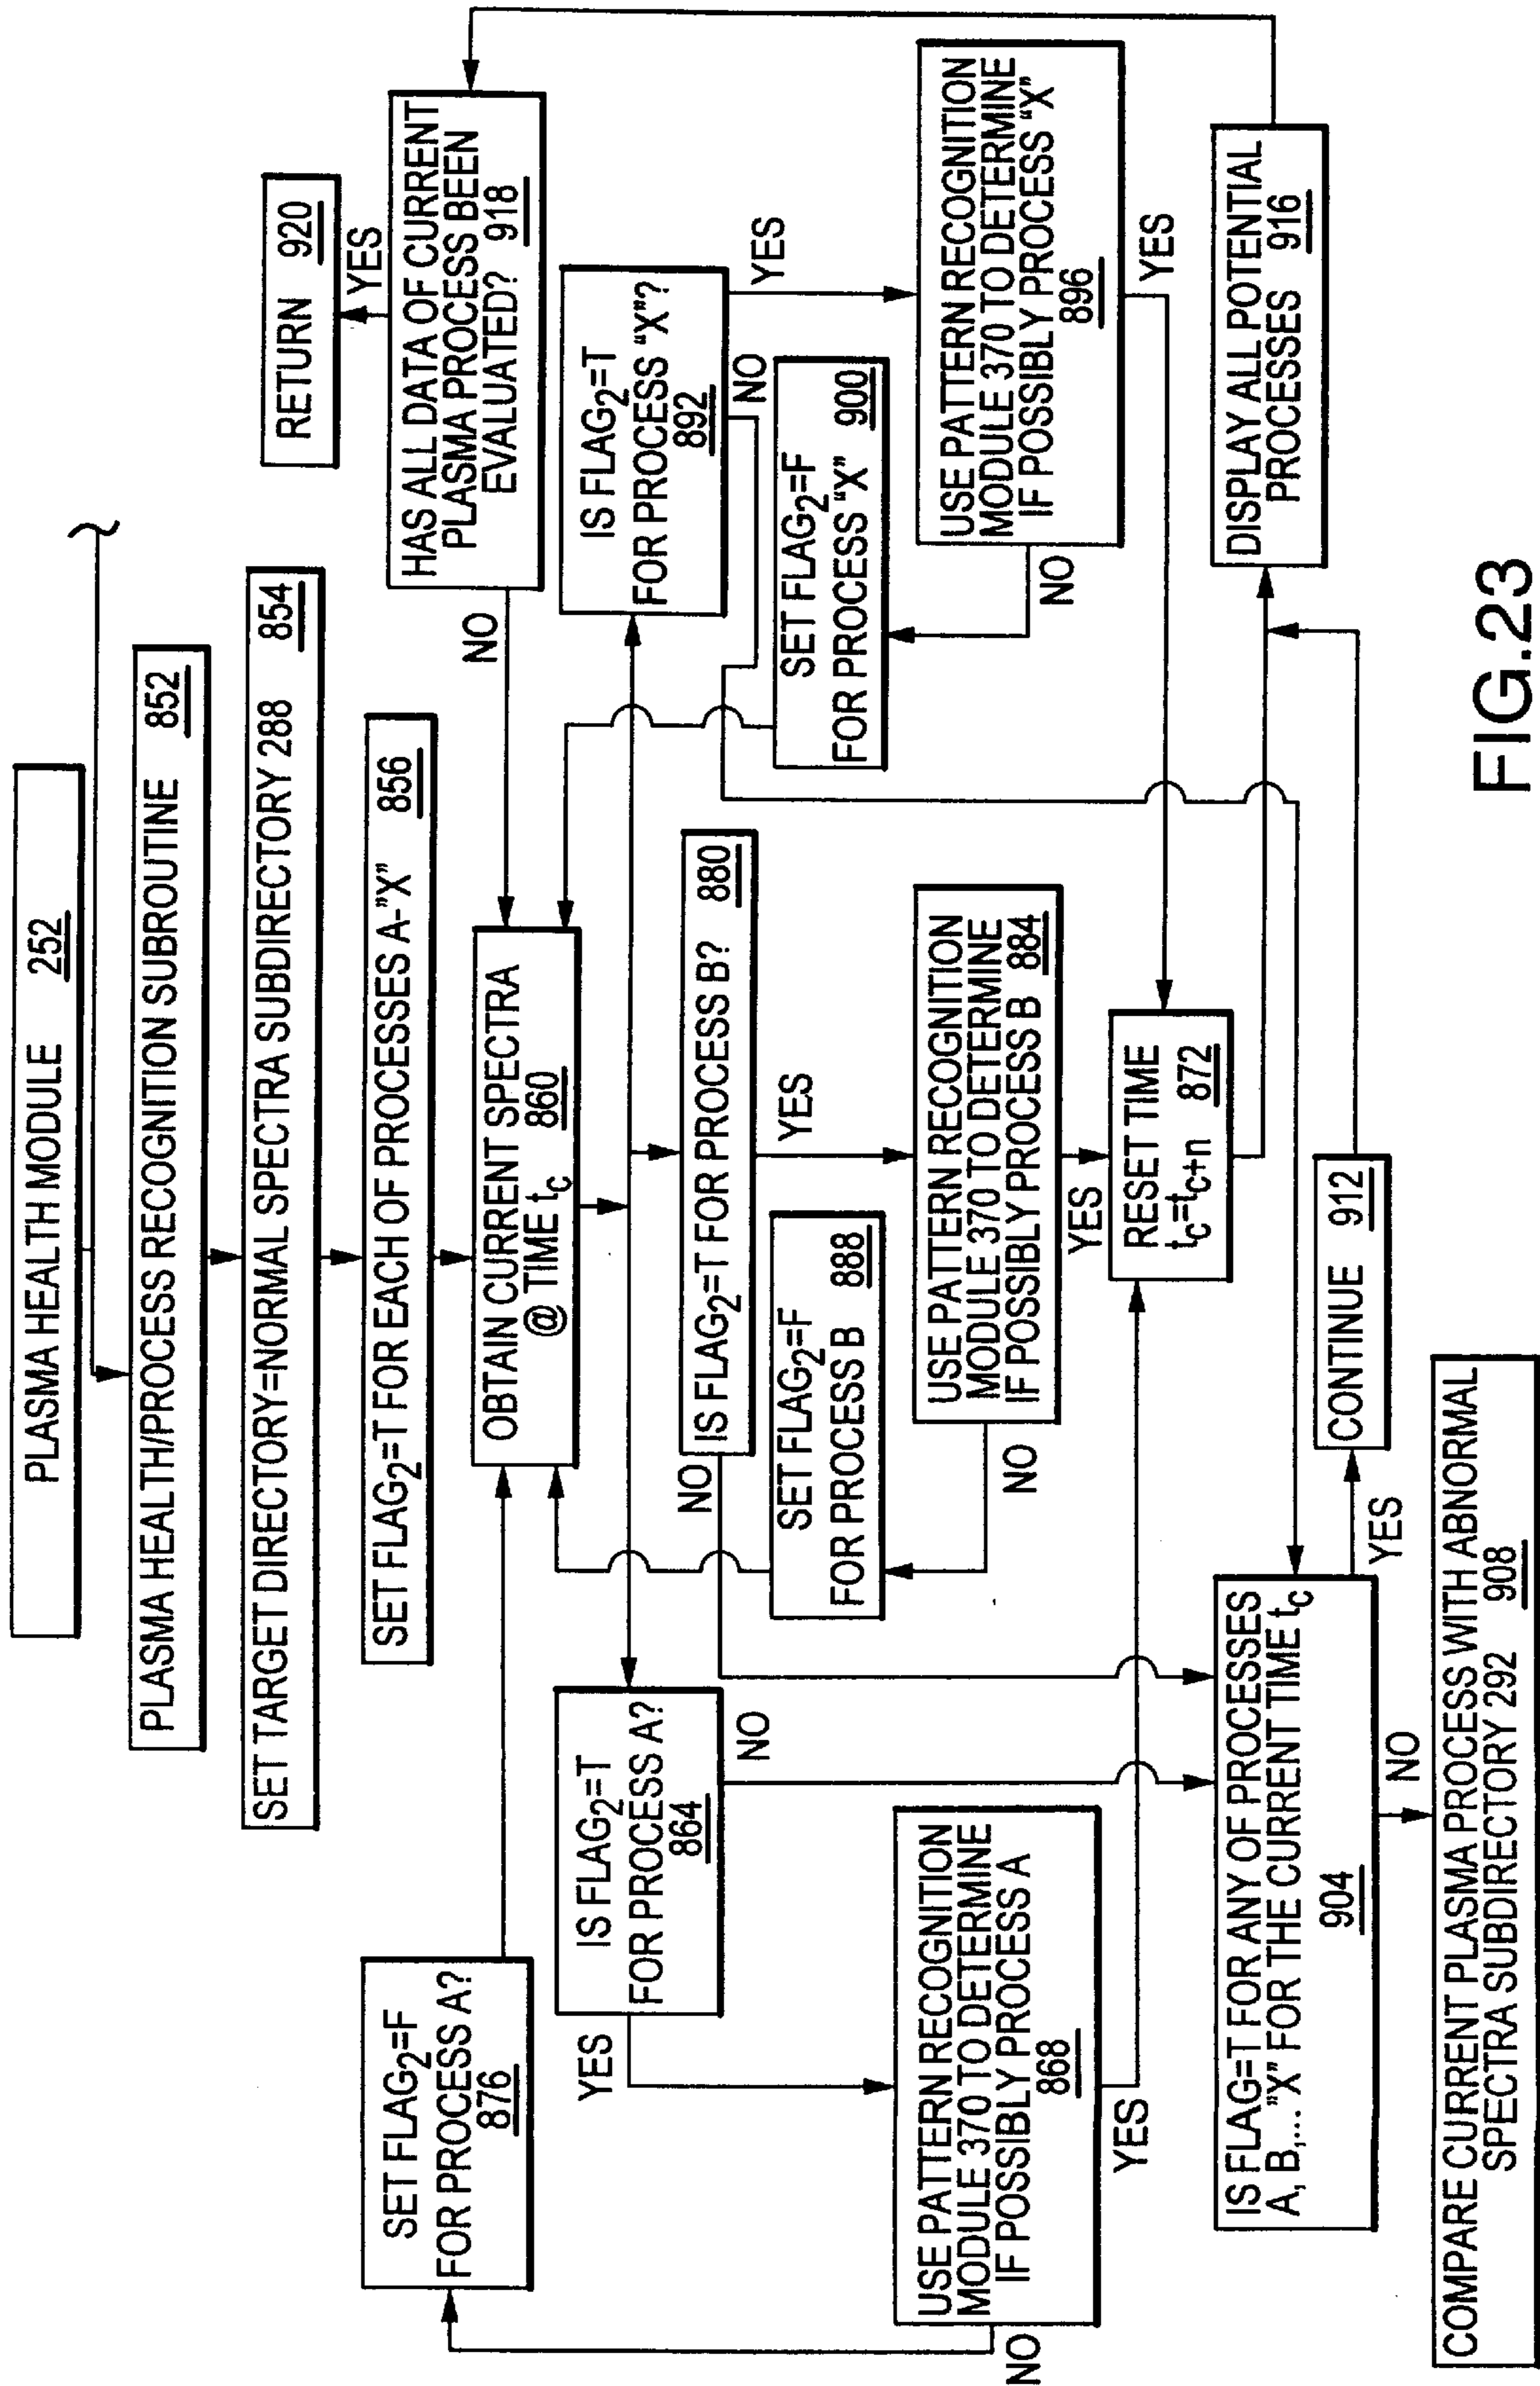 PLASMA HEALTH MODULE 252
PLASMA HEALTH/PROCESS RECOGNITION SUBROUTINE 852
SET TARGET DIRECTORY=NORMAL SPECTRA SUBDIRECTORY 288 854
SET FLAG2=T FOR EACH OF PROCESSES A-"X" 856
RETURN 920
YES
HAS ALL DATA OF CURRENT
PLASMA PROCESS BEEN
EVALUATED? 918
NO
SET FLAG2=F
FOR PROCESS A?
876
OBTAIN CURRENT SPECTRA
@ TIME tc
860
IS FLAG2=T
FOR PROCESS A?
864
YES
NO
IS FLAG2=T FOR PROCESS B? 880
NO
YES
IS FLAG2=T
FOR PROCESS "X"?
892
NO
YES
SET FLAG2=F
FOR PROCESS B 888
SET FLAG2=F
FOR PROCESS "X" 900
USE PATTERN RECOGNITION
MODULE 370 TO DETERMINE
IF POSSIBLY PROCESS A
868
NO
YES
USE PATTERN RECOGNITION
MODULE 370 TO DETERMINE
IF POSSIBLY PROCESS B 884
NO
YES
USE PATTERN RECOGNITION
MODULE 370 TO DETERMINE
IF POSSIBLY PROCESS "X"
896
NO
YES
RESET TIME
tc=tc+n 872
IS FLAG=T FOR ANY OF PROCESSES
A, B,... "X" FOR THE CURRENT TIME tc
904
YES
NO
CONTINUE 912
DISPLAY ALL POTENTIAL
PROCESSES 916
COMPARE CURRENT PLASMA PROCESS WITH ABNORMAL
SPECTRA SUBDIRECTORY 292 908
FIG.23